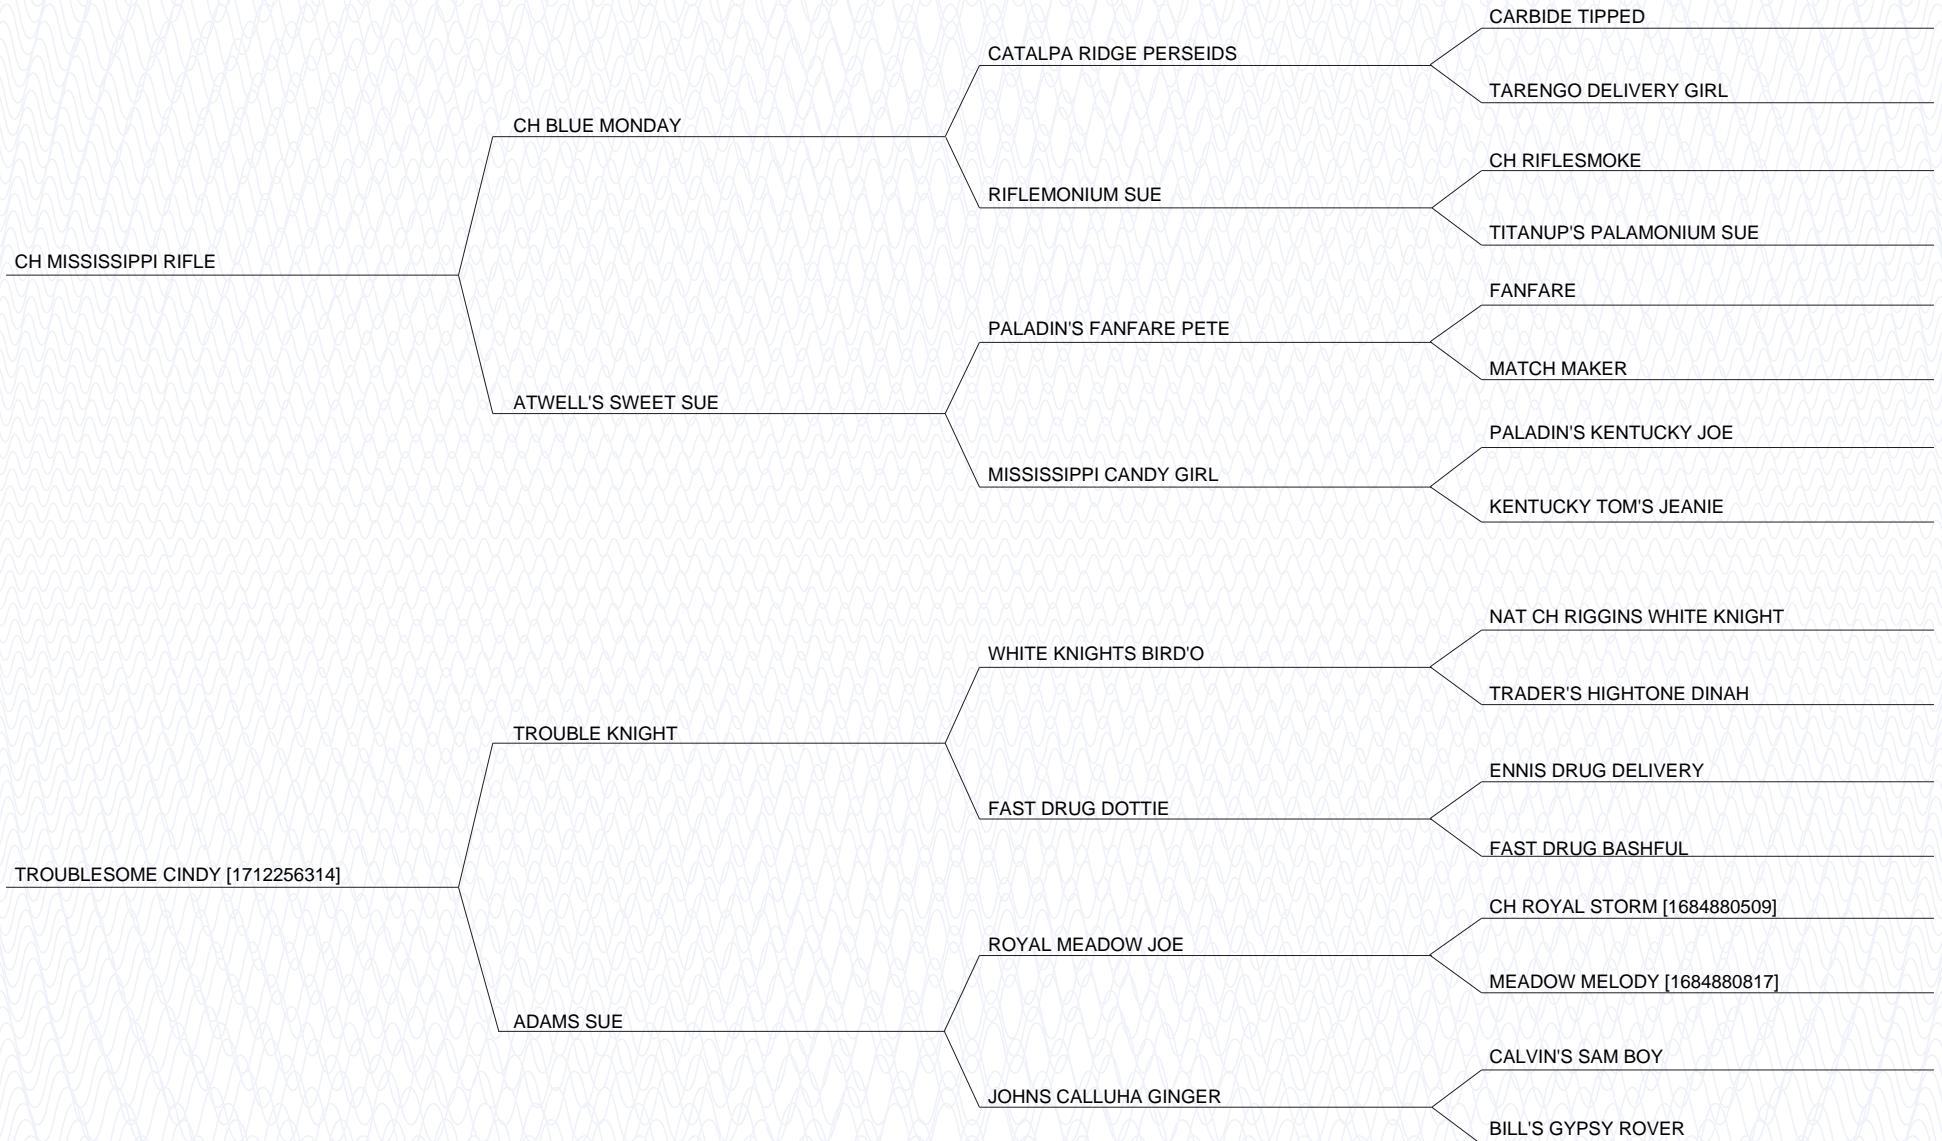 CARBIDE TIPPED
CATALPA RIDGE PERSEIDS
TARENGO DELIVERY GIRL
CH BLUE MONDAY
CH RIFLESMOKE
RIFLEMONIUM SUE
TITANUP'S PALAMONIUM SUE
CH MISSISSIPPI RIFLE
FANFARE
PALADIN'S FANFARE PETE
MATCH MAKER
ATWELL'S SWEET SUE
PALADIN'S KENTUCKY JOE
MISSISSIPPI CANDY GIRL
KENTUCKY TOM'S JEANIE
NAT CH RIGGINS WHITE KNIGHT
WHITE KNIGHTS BIRD'O
TRADER'S HIGHTONE DINAH
TROUBLE KNIGHT
ENNIS DRUG DELIVERY
FAST DRUG DOTTIE
FAST DRUG BASHFUL
TROUBLESOME CINDY [1712256314]
CH ROYAL STORM [1684880509]
ROYAL MEADOW JOE
MEADOW MELODY [1684880817]
ADAMS SUE
CALVIN'S SAM BOY
JOHNS CALLUHA GINGER
BILL'S GYPSY ROVER